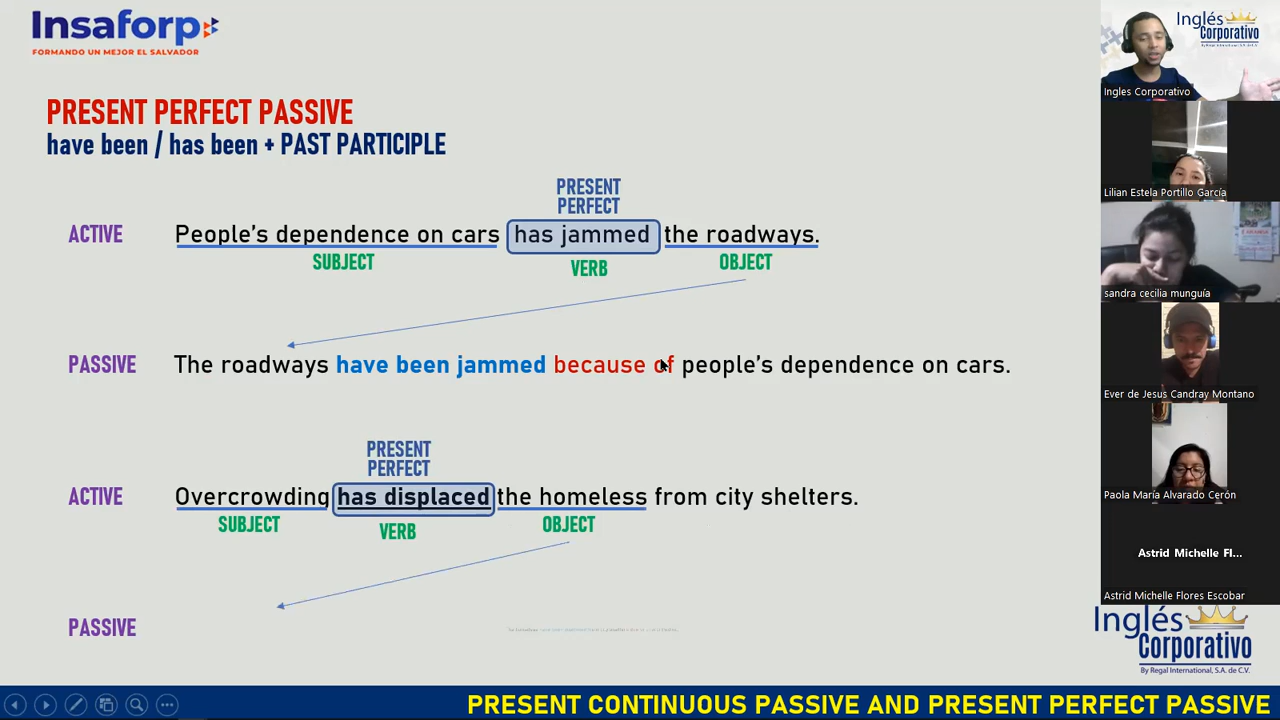 Insaforp
FORMANDO UN MEJOR EL SALVADOR
PRESENT PERFECT PASSIVE
have been / has been + PAST PARTICIPLE
PRESENT
PERFECT
ACTIVE People's dependence on cars has jammed the roadways.
SUBJECT VERB OBJECT
PASSIVE The roadways have been jammed because of people's dependence on cars.
PRESENT
PERFECT
ACTIVE Overcrowding has displaced the homeless from city shelters.
SUBJECT VERB OBJECT
PASSIVE
PRESENT CONTINUOUS PASSIVE AND PRESENT PERFECT PASSIVE
Inglés
Corporativo
By Regal International, S.A. de C.V.
Ingles Corporativo
Lilian Estela Portillo García
sandra cecilia munguía
Ever de Jesus Candray Montano
Paola María Alvarado Cerón
Astrid Michelle Fl...
Astrid Michelle Flores Escobar
Inglés
Corporativo
By Regal International, S.A. de C.V.